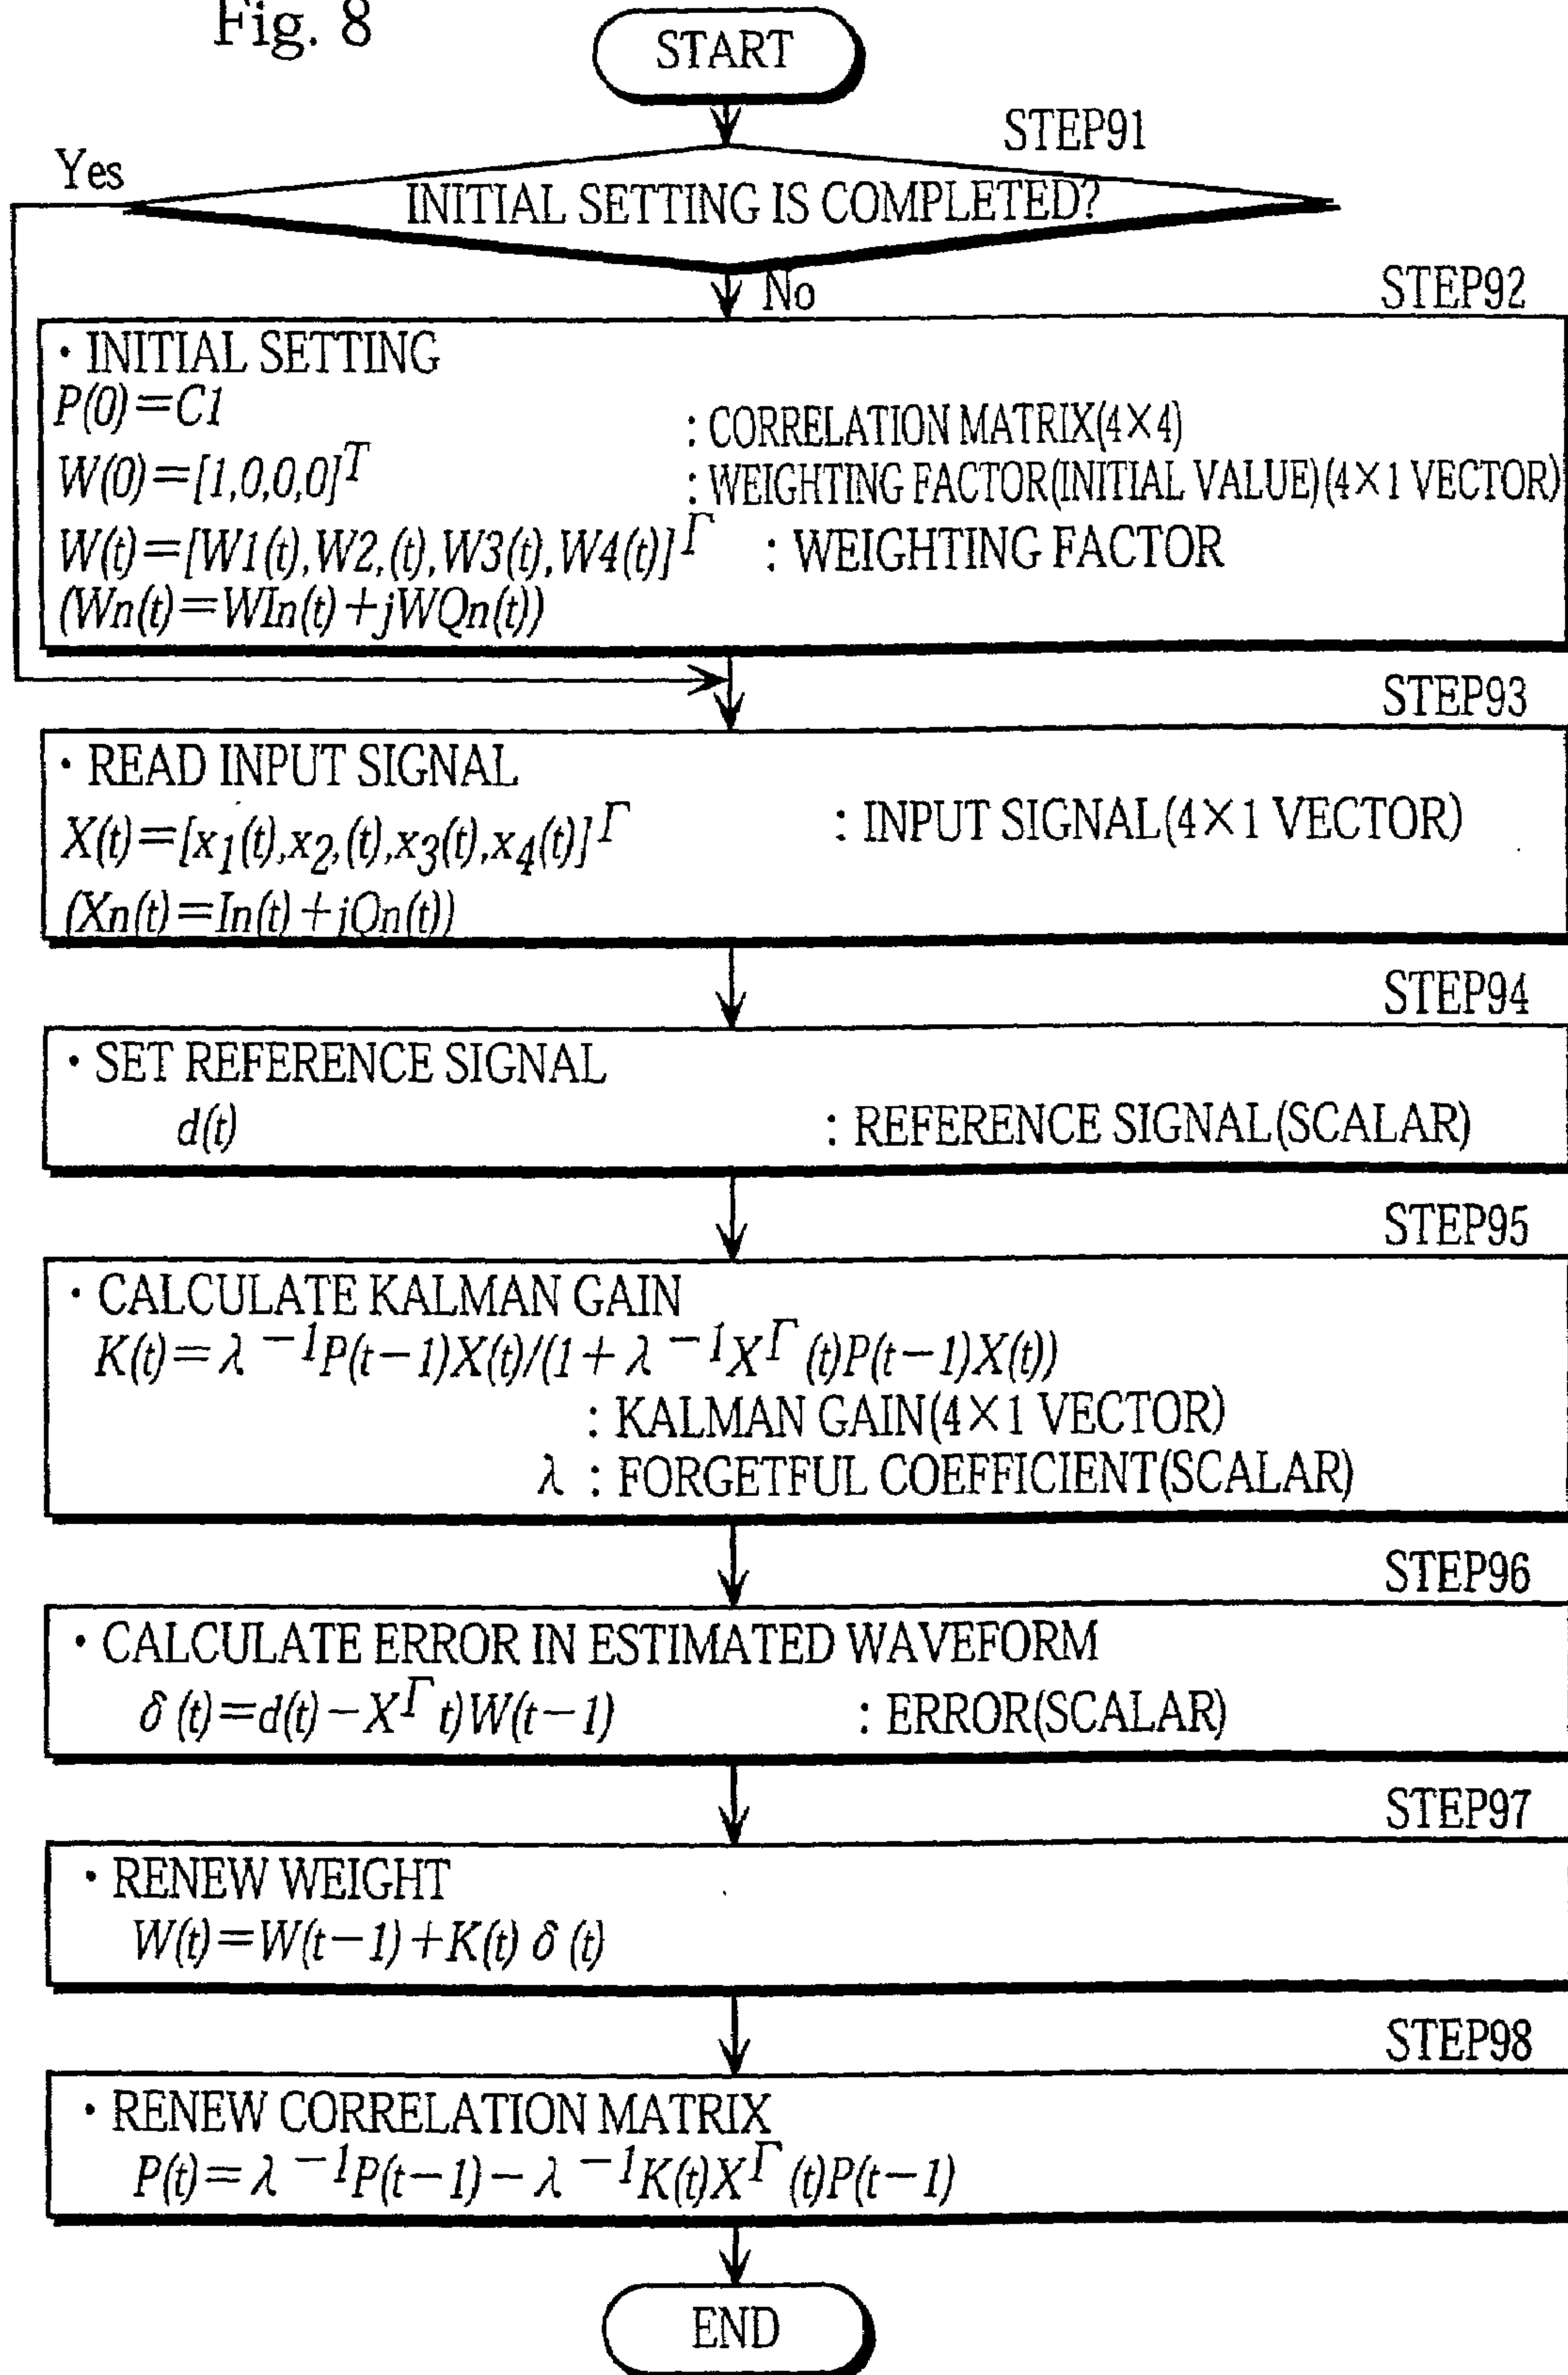 Fig. 8
START
STEP91
Yes
INITIAL SETTING IS COMPLETED?
No
STEP92
· INITIAL SETTING
P(0)=C1 : CORRELATION MATRIX(4×4)
W(0)=[1,0,0,0]^T : WEIGHTING FACTOR(INITIAL VALUE)(4×1 VECTOR)
W(t)=[W1(t),W2,(t),W3(t),W4(t)]^Γ : WEIGHTING FACTOR
(Wn(t)=WIn(t)+jWQn(t))
STEP93
· READ INPUT SIGNAL
X(t)=[x1(t),x2,(t),x3(t),x4(t)]^Γ : INPUT SIGNAL(4×1 VECTOR)
(Xn(t)=In(t)+jQn(t))
STEP94
· SET REFERENCE SIGNAL
d(t) : REFERENCE SIGNAL(SCALAR)
STEP95
· CALCULATE KALMAN GAIN
K(t)=λ^−1P(t−1)X(t)/(1+λ^−1X^Γ(t)P(t−1)X(t))
: KALMAN GAIN(4×1 VECTOR)
λ : FORGETFUL COEFFICIENT(SCALAR)
STEP96
· CALCULATE ERROR IN ESTIMATED WAVEFORM
δ(t)=d(t)−X^Γ t)W(t−1) : ERROR(SCALAR)
STEP97
· RENEW WEIGHT
W(t)=W(t−1)+K(t)δ(t)
STEP98
· RENEW CORRELATION MATRIX
P(t)=λ^−1P(t−1)−λ^−1K(t)X^Γ(t)P(t−1)
END